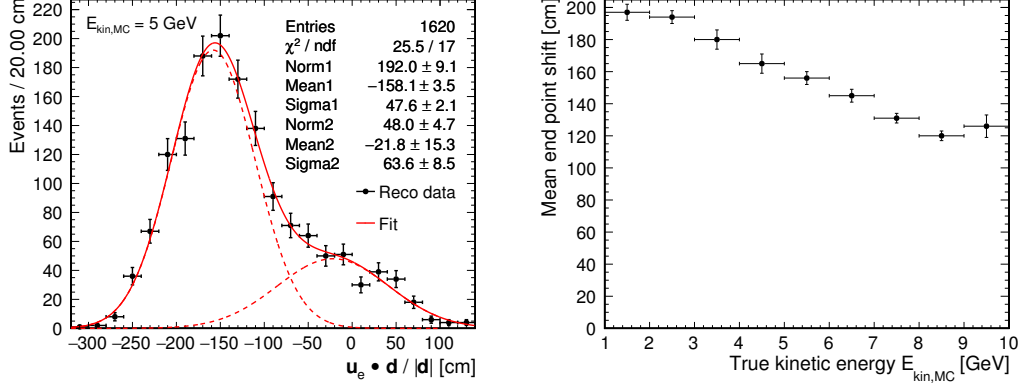 E_kin,MC = 5 GeV
Entries 1620
χ² / ndf 25.5 / 17
Norm1 192.0 ± 9.1
Mean1 −158.1 ± 3.5
Sigma1 47.6 ± 2.1
Norm2 48.0 ± 4.7
Mean2 −21.8 ± 15.3
Sigma2 63.6 ± 8.5
Reco data
Fit
Events / 20.00 cm
220
200
180
160
140
120
100
80
60
40
20
0
−300 −250 −200 −150 −100 −50 0 50 100
u_e • d / |d| [cm]
Mean end point shift [cm]
200
180
160
140
120
100
80
60
40
20
0
1 2 3 4 5 6 7 8 9 10
True kinetic energy E_kin,MC [GeV]